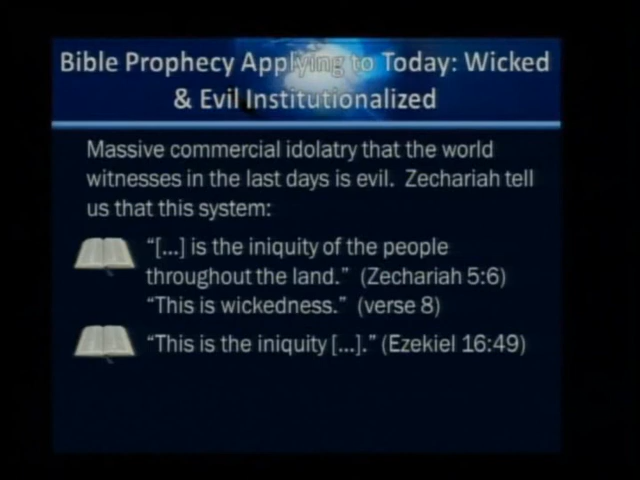 Bible Prophecy Applying to Today: Wicked
& Evil Institutionalized
Massive commercial idolatry that the world
witnesses in the last days is evil. Zechariah tell
us that this system:
“[...] is the iniquity of the people
throughout the land.” (Zechariah 5:6)
“This is wickedness.” (verse 8)
“This is the iniquity [...].” (Ezekiel 16:49)